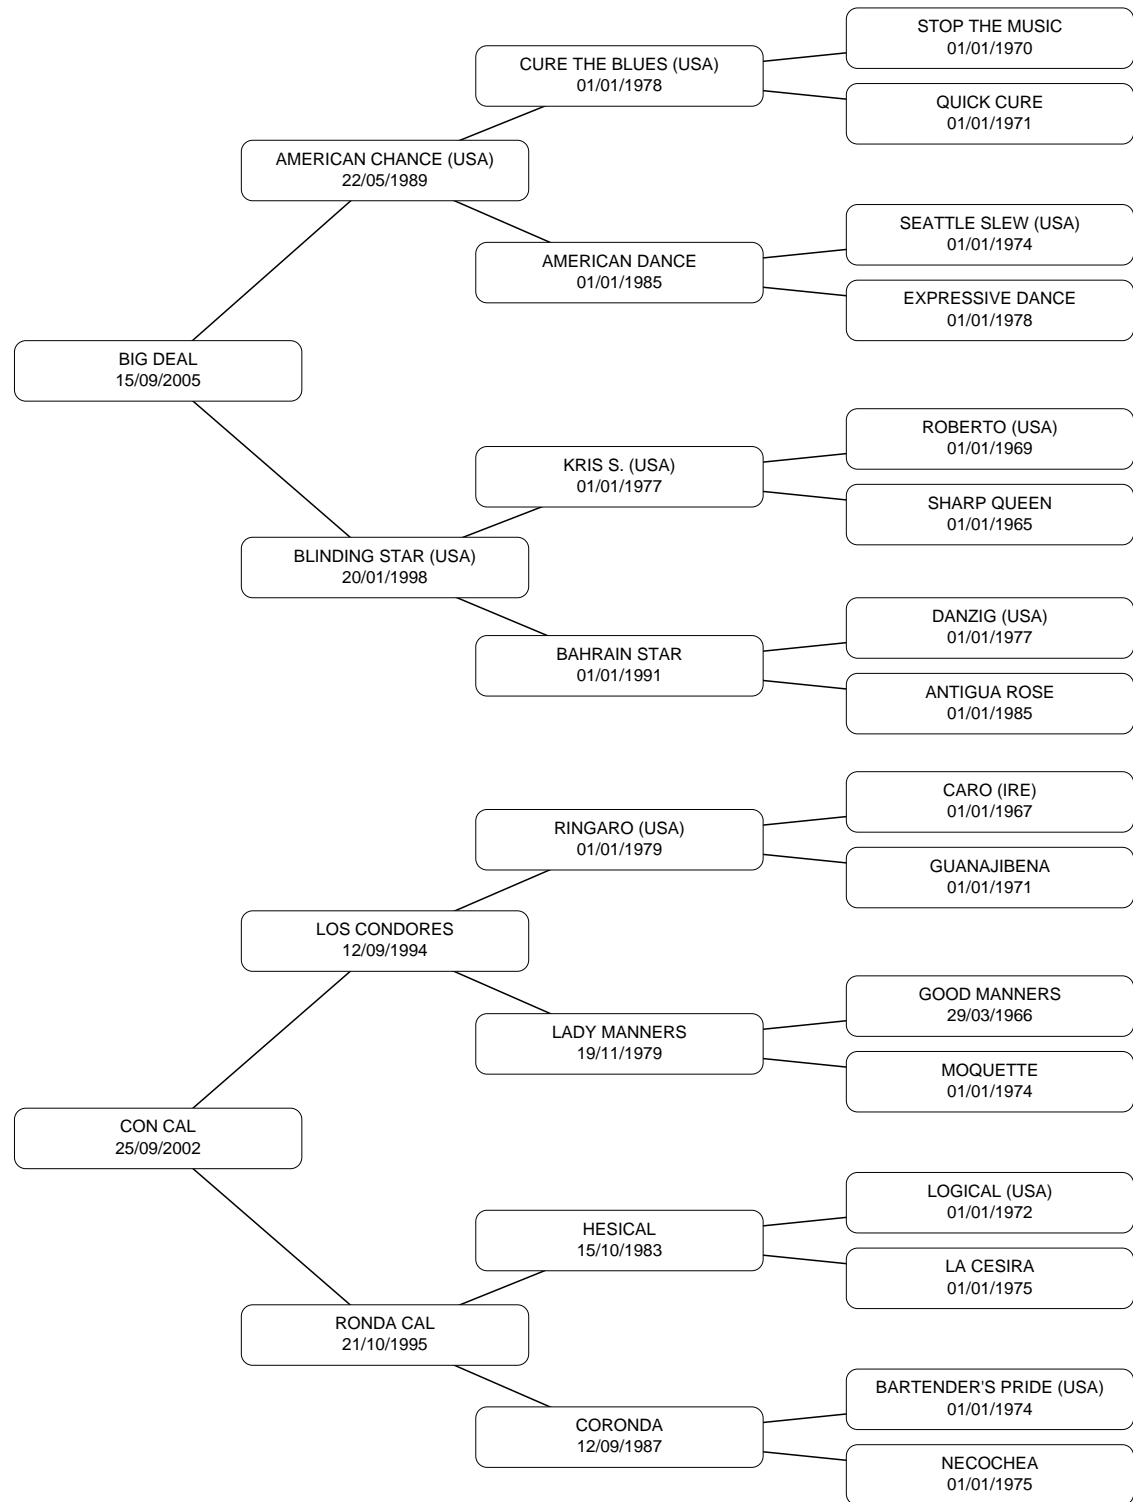 STOP THE MUSIC
01/01/1970
CURE THE BLUES (USA)
01/01/1978
QUICK CURE
01/01/1971
AMERICAN CHANCE (USA)
22/05/1989
SEATTLE SLEW (USA)
01/01/1974
AMERICAN DANCE
01/01/1985
EXPRESSIVE DANCE
01/01/1978
BIG DEAL
15/09/2005
ROBERTO (USA)
01/01/1969
KRIS S. (USA)
01/01/1977
SHARP QUEEN
01/01/1965
BLINDING STAR (USA)
20/01/1998
DANZIG (USA)
01/01/1977
BAHRAIN STAR
01/01/1991
ANTIGUA ROSE
01/01/1985
CARO (IRE)
01/01/1967
RINGARO (USA)
01/01/1979
GUANAJIBENA
01/01/1971
LOS CONDORES
12/09/1994
GOOD MANNERS
29/03/1966
LADY MANNERS
19/11/1979
MOQUETTE
01/01/1974
CON CAL
25/09/2002
LOGICAL (USA)
01/01/1972
HESICAL
15/10/1983
LA CESIRA
01/01/1975
RONDA CAL
21/10/1995
BARTENDER'S PRIDE (USA)
01/01/1974
CORONDA
12/09/1987
NECOCHEA
01/01/1975